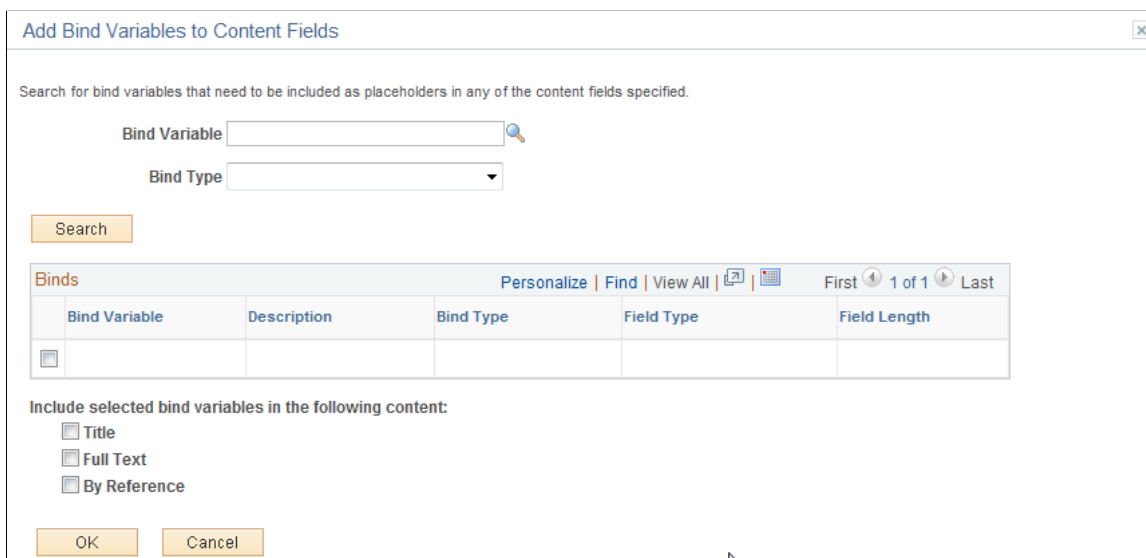 Add Bind Variables to Content Fields
Search for bind variables that need to be included as placeholders in any of the content fields specified.
Bind Variable
Bind Type
Search
Binds Personalize | Find | View All | | First 1 of 1 Last
Bind Variable Description Bind Type Field Type Field Length
Include selected bind variables in the following content:
Title
Full Text
By Reference
OK Cancel